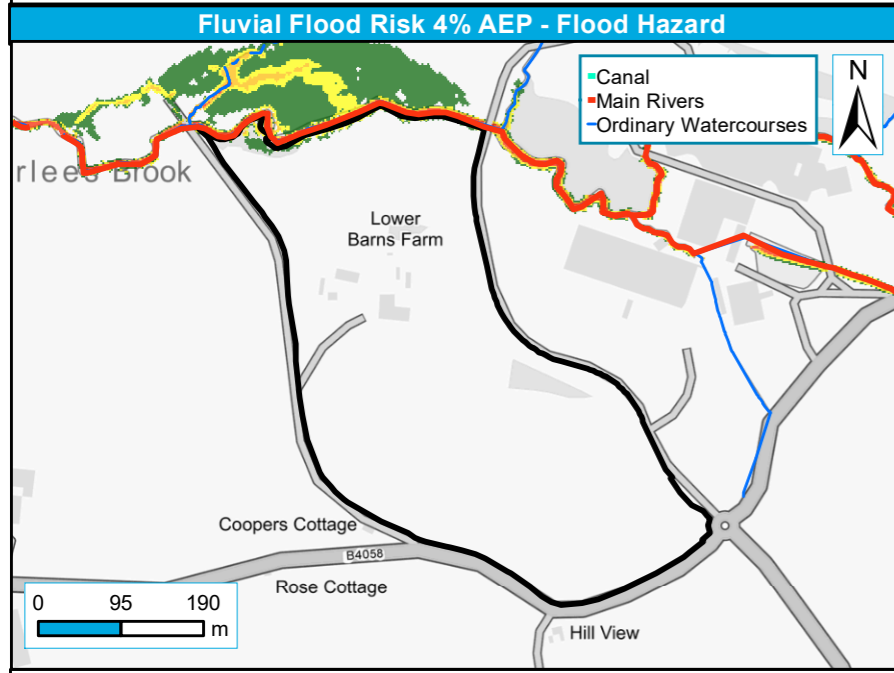 Fluvial Flood Risk 4% AEP - Flood Hazard
Canal
Main Rivers
Ordinary Watercourses
N
rlees Brook
Lower
Barns Farm
Coopers Cottage
B4058
Rose Cottage
Hill View
0 95 190
m